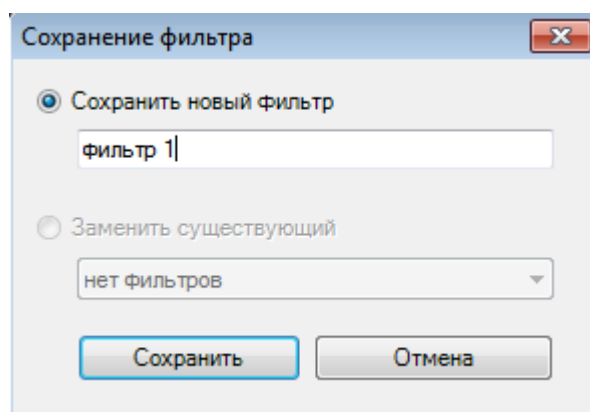 Сохранение фильтра
Сохранить новый фильтр
фильтр 1
Заменить существующий
нет фильтров
Сохранить
Отмена